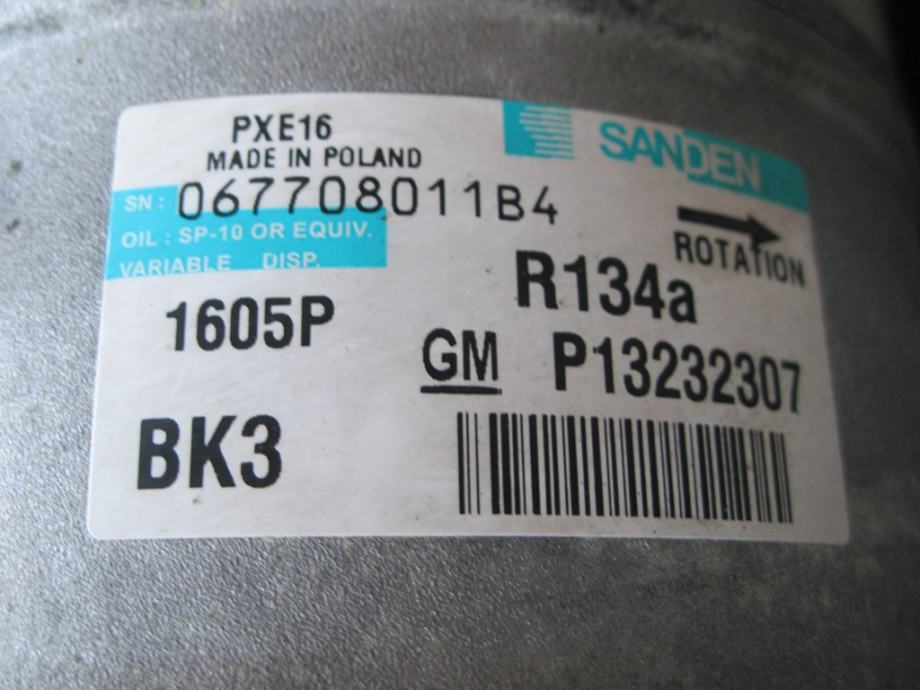 PXE16
MADE IN POLAND
SANDEN
SN: 067708011B4
OIL : SP-10 OR EQUIV.
VARIABLE DISP.
ROTATION
R134a
1605P
GM P13232307
BK3